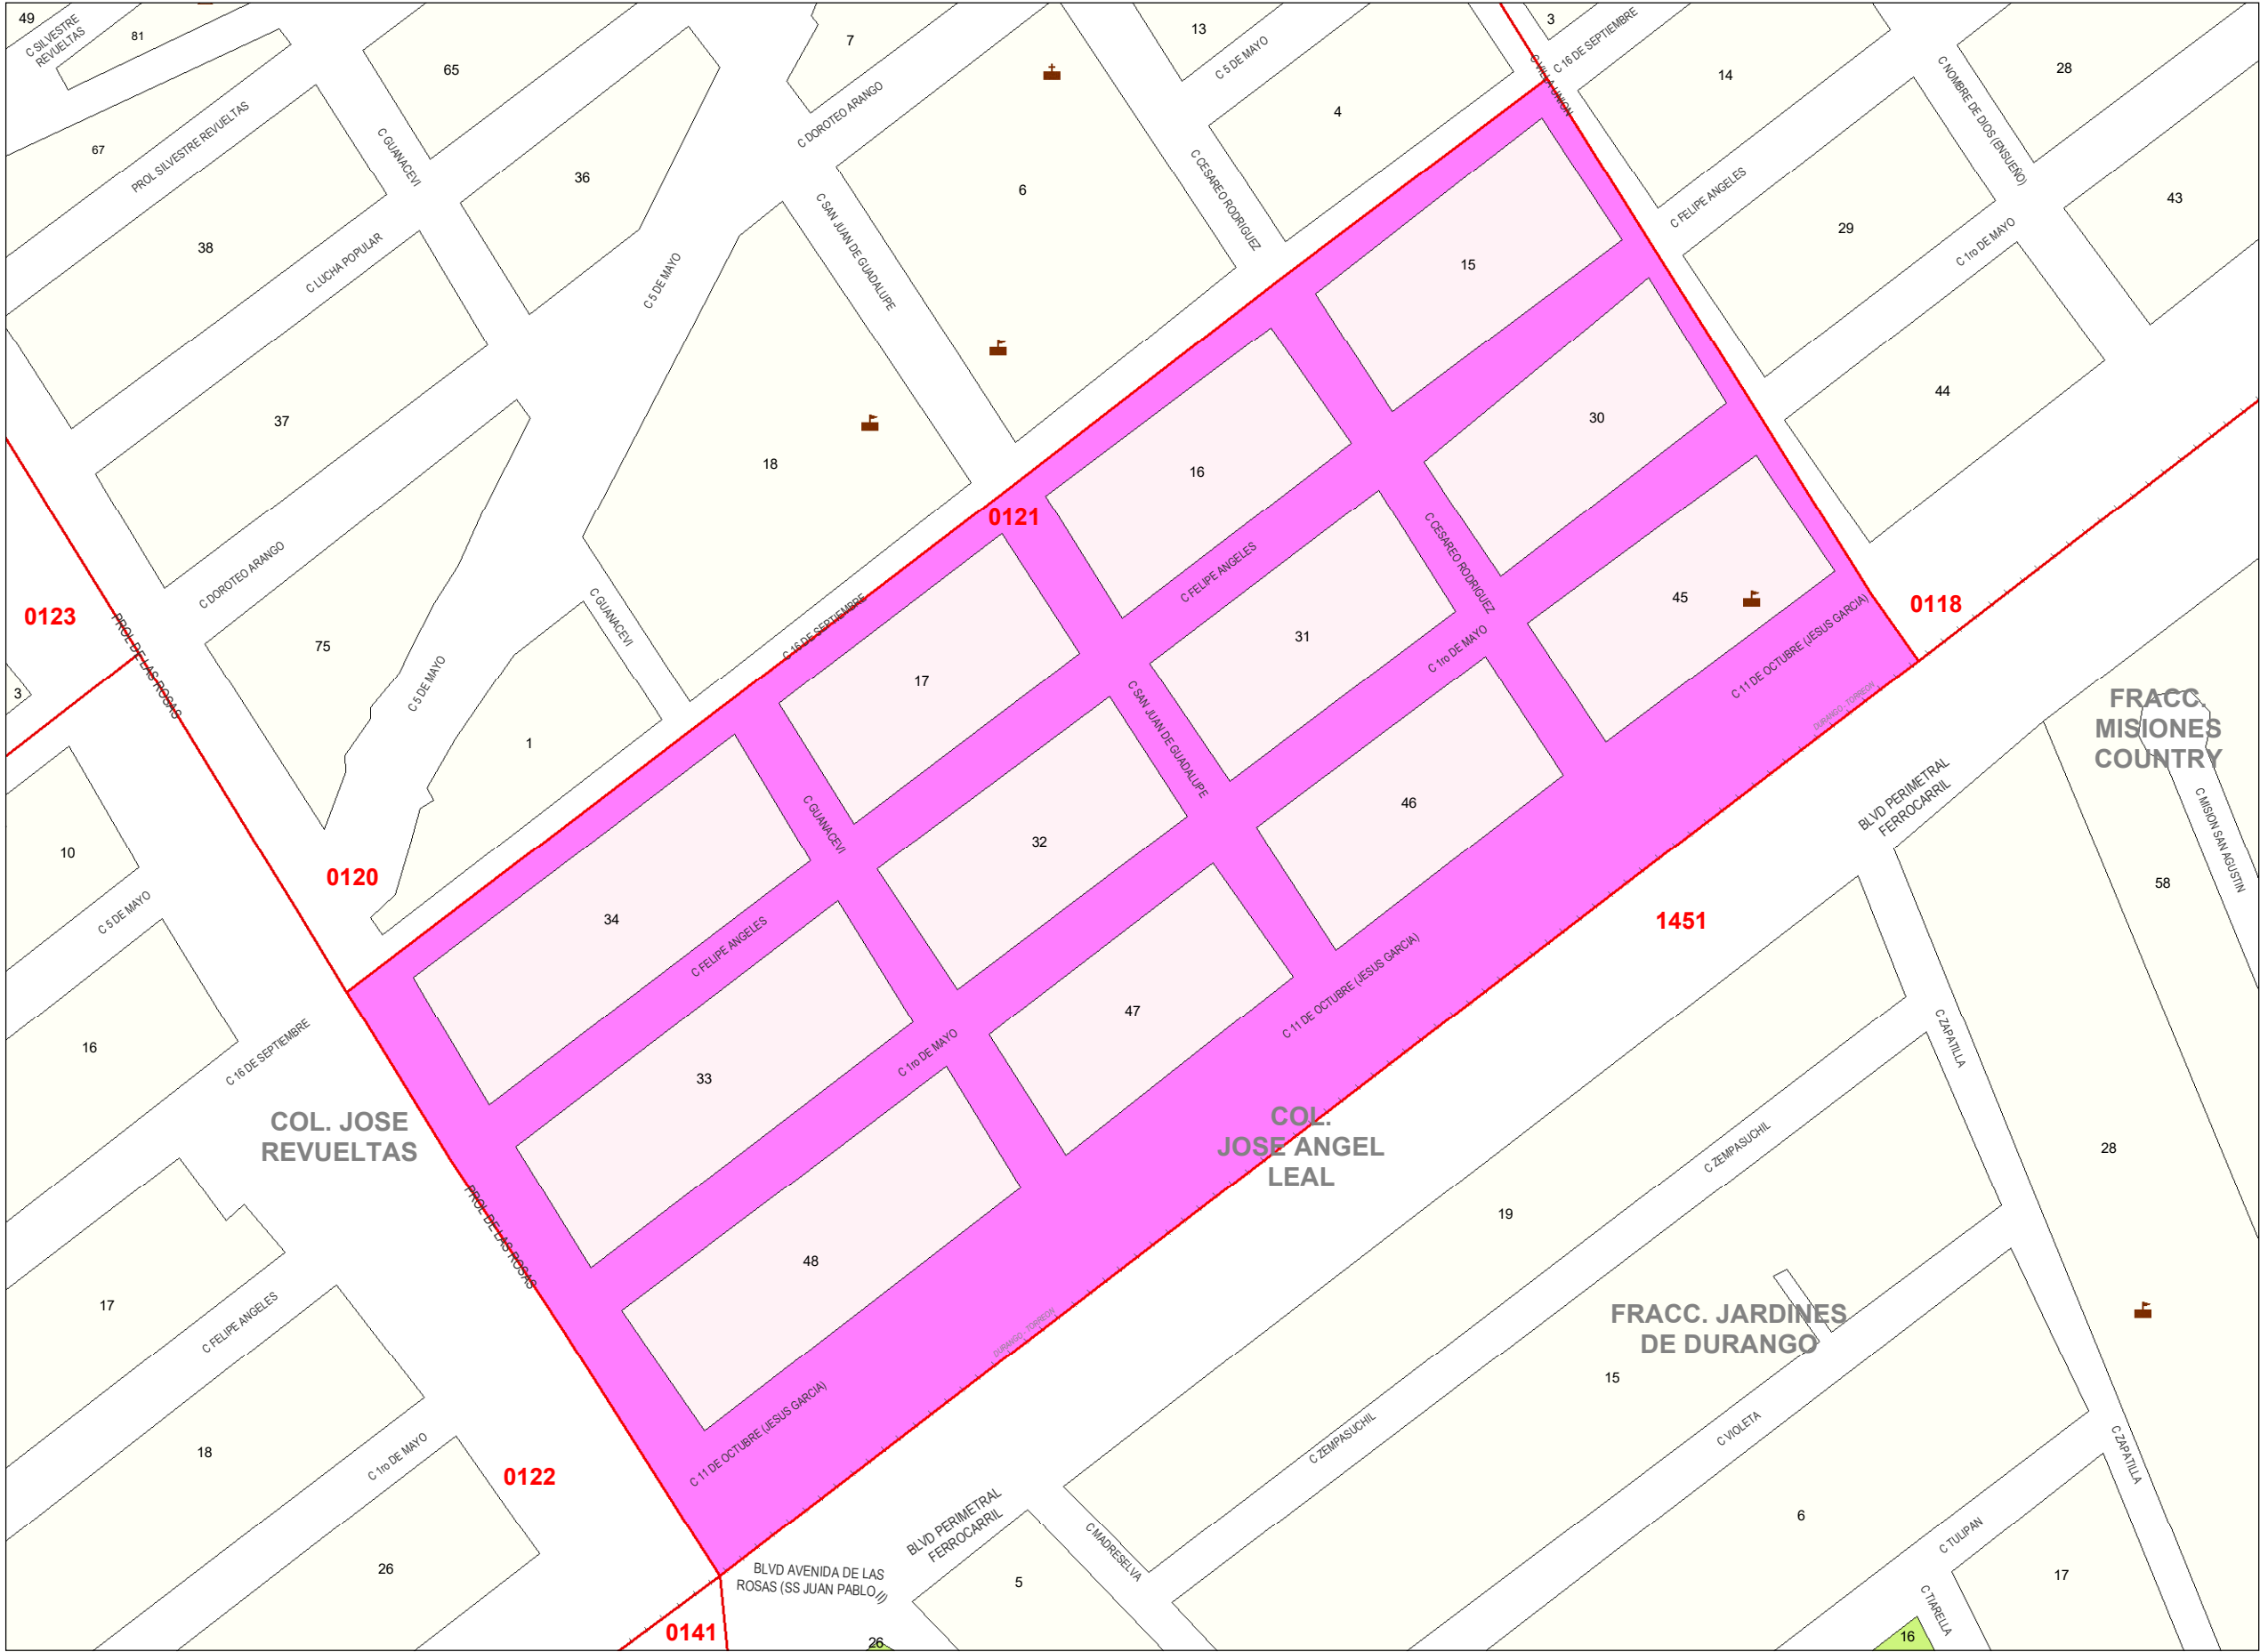 49
C SILVESTRE
REVUELTAS
81
65
7
13
C 5 DE MAYO
3
C 16 DE SEPTIEMBRE
C VILLA UNION
14
28
C NOMBRE DE DIOS (ENSUEÑO)
67
PROL SILVESTRE REVUELTAS
C GUANACEVI
36
C DOROTEO ARANGO
6
4
C CESAREO RODRIGUEZ
C FELIPE ANGELES
29
43
38
C LUCHA POPULAR
C 5 DE MAYO
C SAN JUAN DE GUADALUPE
15
C 1ro DE MAYO
37
18
16
30
44
0121
C DOROTEO ARANGO
C GUANACEVI
C 16 DE SEPTIEMBRE
C FELIPE ANGELES
C CESAREO RODRIGUEZ
45
0118
0123
PROL DE LAS ROSAS
75
C 5 DE MAYO
31
C 1ro DE MAYO
C 11 DE OCTUBRE (JESUS GARCIA)
3
17
C SAN JUAN DE GUADALUPE
DURANGO - TORREON
FRACC.
MISIONES
COUNTRY
1
C GUANACEVI
46
BLVD PERIMETRAL
FERROCARRIL
C MISION SAN AGUSTIN
10
0120
32
58
C 5 DE MAYO
34
C FELIPE ANGELES
1451
C 11 DE OCTUBRE (JESUS GARCIA)
47
16
C 16 DE SEPTIEMBRE
33
C 1ro DE MAYO
C ZAPATILLA
COL. JOSE
REVUELTAS
COL.
JOSE ANGEL
LEAL
C ZEMPASUCHIL
28
PROL DE LAS ROSAS
19
48
17
C FELIPE ANGELES
DURANGO - TORREON
FRACC. JARDINES
DE DURANGO
15
C 11 DE OCTUBRE (JESUS GARCIA)
C ZEMPASUCHIL
C VIOLETA
C ZAPATILLA
18
C 1ro DE MAYO
0122
BLVD PERIMETRAL
FERROCARRIL
6
C MADRESELVA
C TULIPAN
26
BLVD AVENIDA DE LAS
ROSAS (SS JUAN PABLO II)
5
17
C TIARELLA
0141
26
16